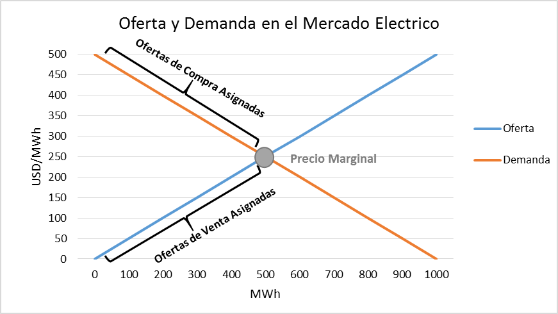 Oferta y Demanda en el Mercado Electrico
USD/MWh
500
450
400
350
300
250
200
150
100
50
0
Ofertas de Compra Asignadas
Precio Marginal
Ofertas de Venta Asignadas
0 100 200 300 400 500 600 700 800 900 1000
MWh
Oferta
Demanda